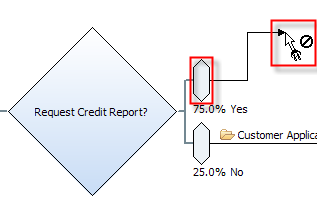 Request Credit Report?
75.0% Yes
Customer Applica
25.0% No